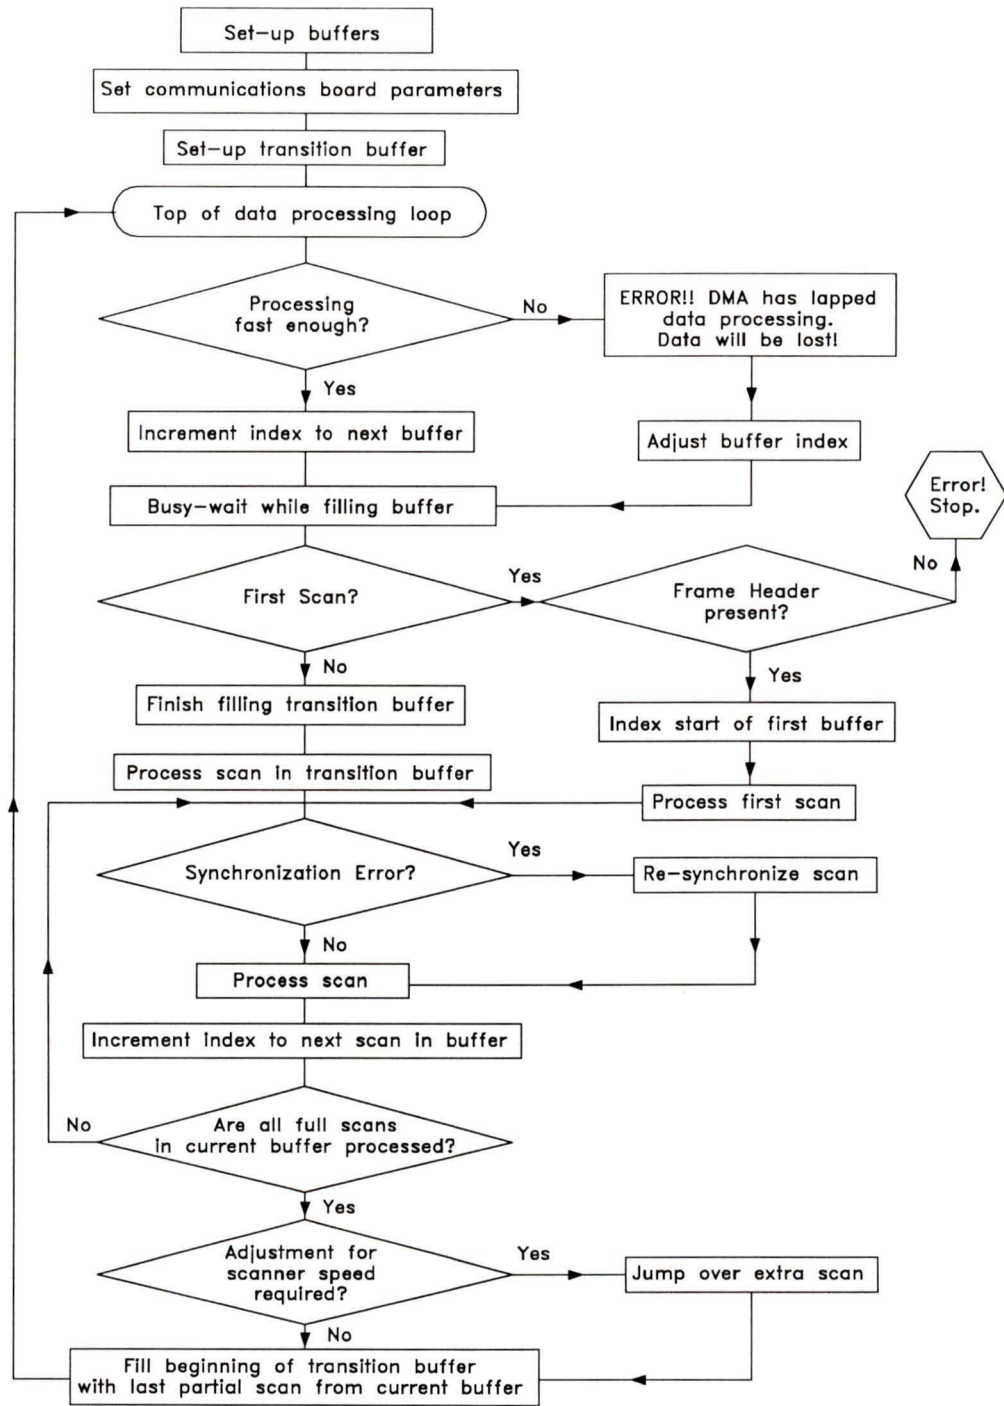 Set-up buffers
Set communications board parameters
Set-up transition buffer
Top of data processing loop
Processing
fast enough?
No
ERROR!! DMA has lapped
data processing.
Data will be lost!
Yes
Increment index to next buffer
Adjust buffer index
Busy-wait while filling buffer
Error!
Stop.
No
First Scan?
Yes
Frame Header
present?
No
Yes
Finish filling transition buffer
Index start of first buffer
Process scan in transition buffer
Process first scan
Synchronization Error?
Yes
Re-synchronize scan
No
Process scan
Increment index to next scan in buffer
No
Are all full scans
in current buffer processed?
Yes
Adjustment for
scanner speed
required?
Yes
Jump over extra scan
No
Fill beginning of transition buffer
with last partial scan from current buffer